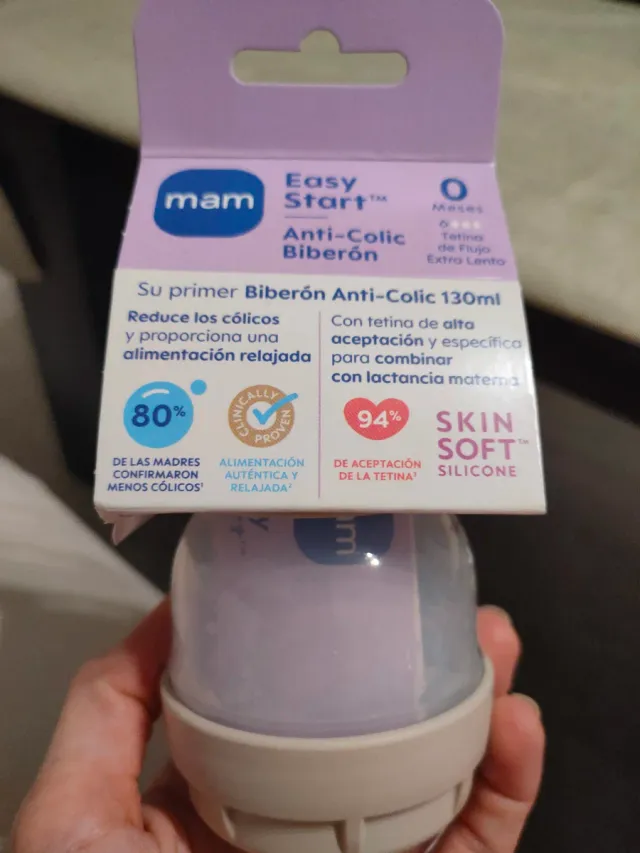 mam
Easy
Start™
Anti-Colic
Biberón
0
Meses
Tetina
de Flujo
Extra Lento
Su primer Biberón Anti-Colic 130ml
Reduce los cólicos
y proporciona una
alimentación relajada
80%
DE LAS MADRES
CONFIRMARON
MENOS CÓLICOS¹
CLINICALLY
PROVEN
ALIMENTACIÓN
AUTÉNTICA Y
RELAJADA²
Con tetina de alta
aceptación y específica
para combinar
con lactancia materna
94%
DE ACEPTACIÓN
DE LA TETINA¹
SKIN
SOFT™
SILICONE